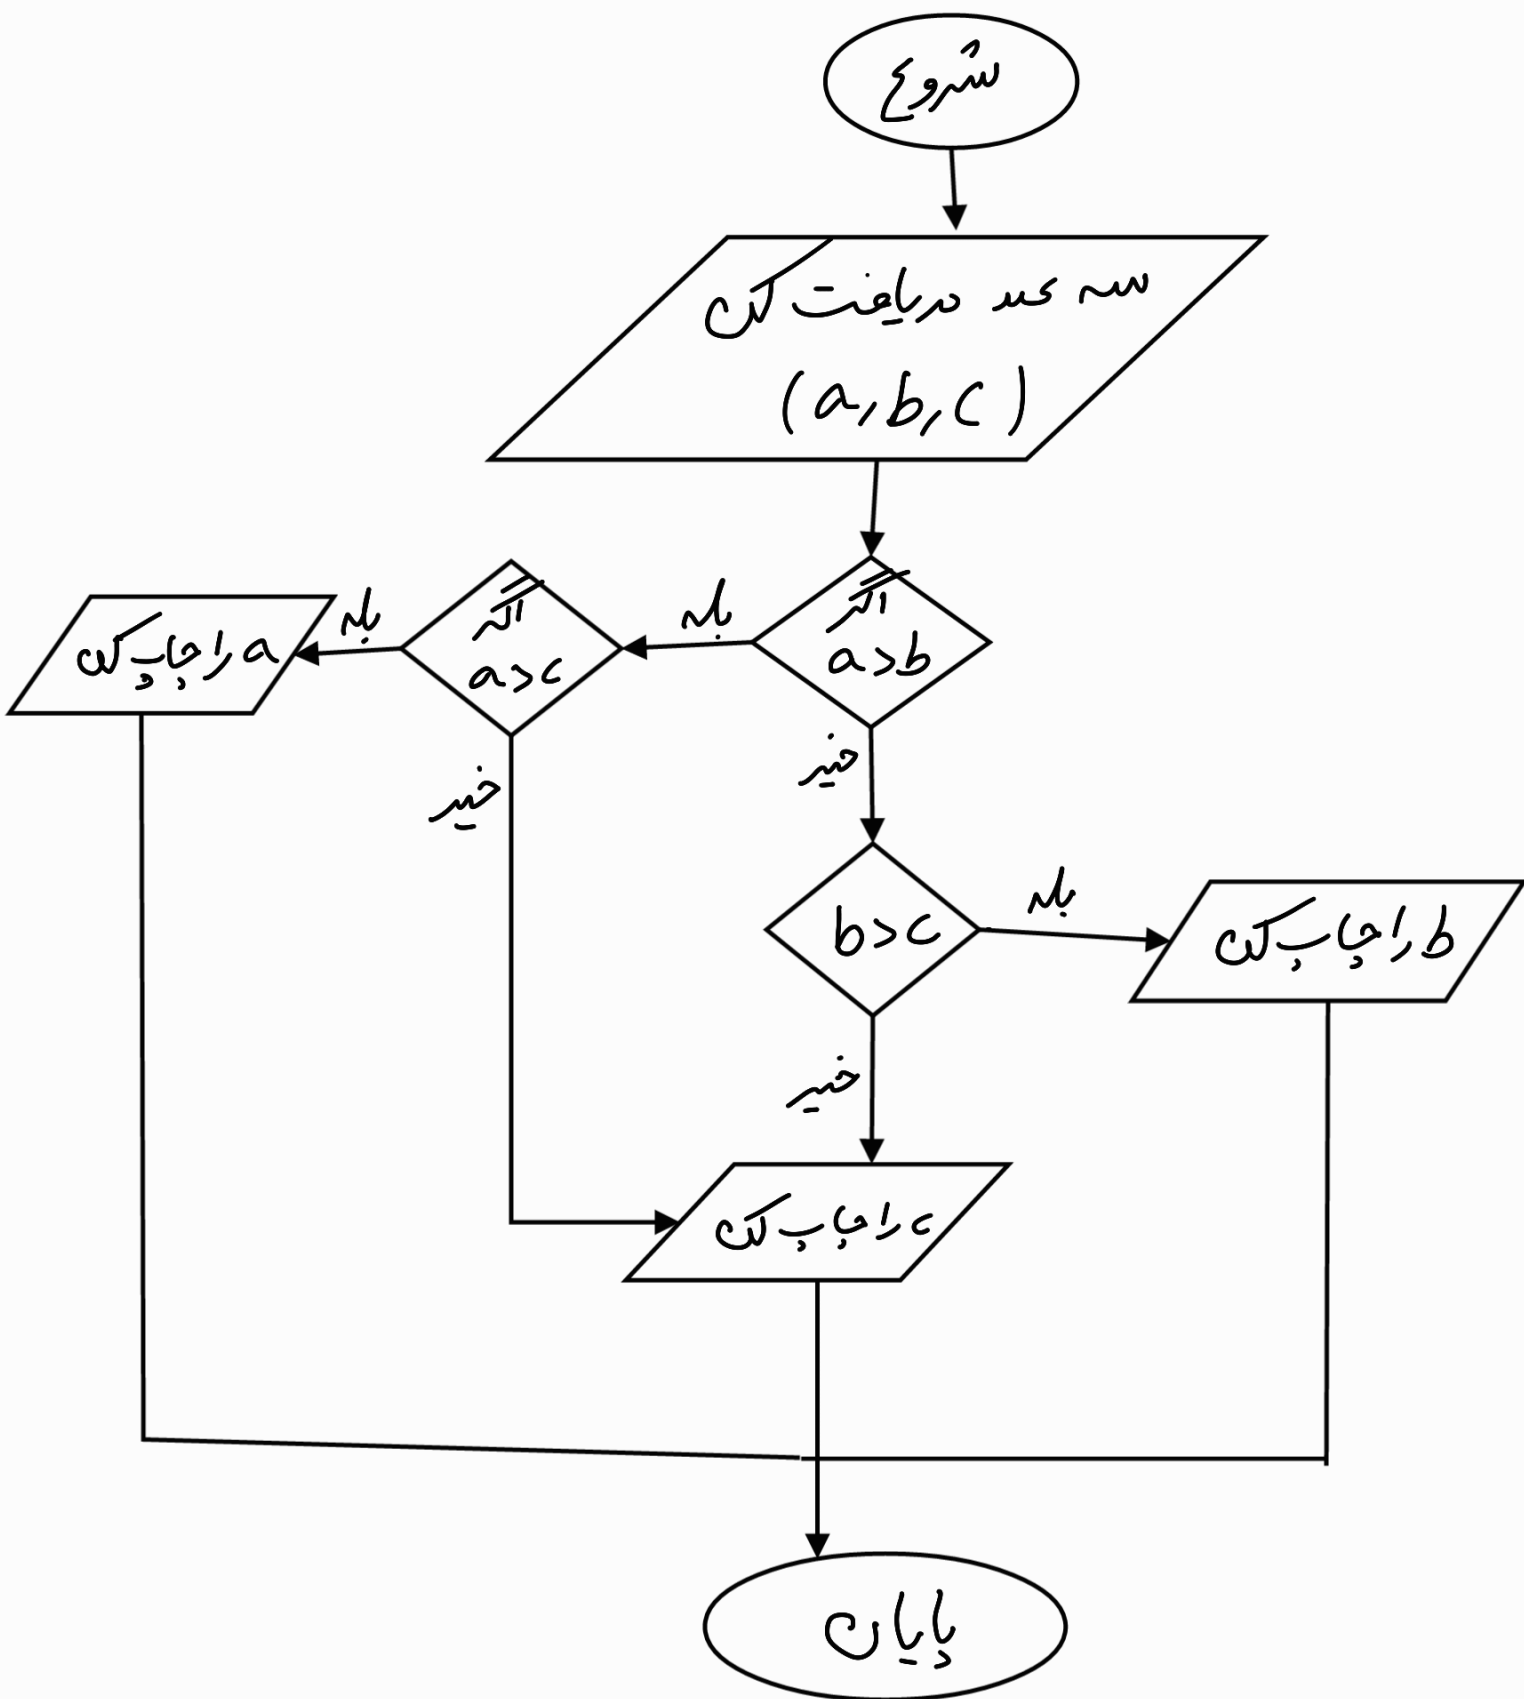 شروع
سه عدد دریافت کن
(a, b, c)
اگر
a>b
بله
اگر
a>c
بله
a را چاپ کن
خیر
خیر
b>c
بله
b را چاپ کن
خیر
c را چاپ کن
پایان